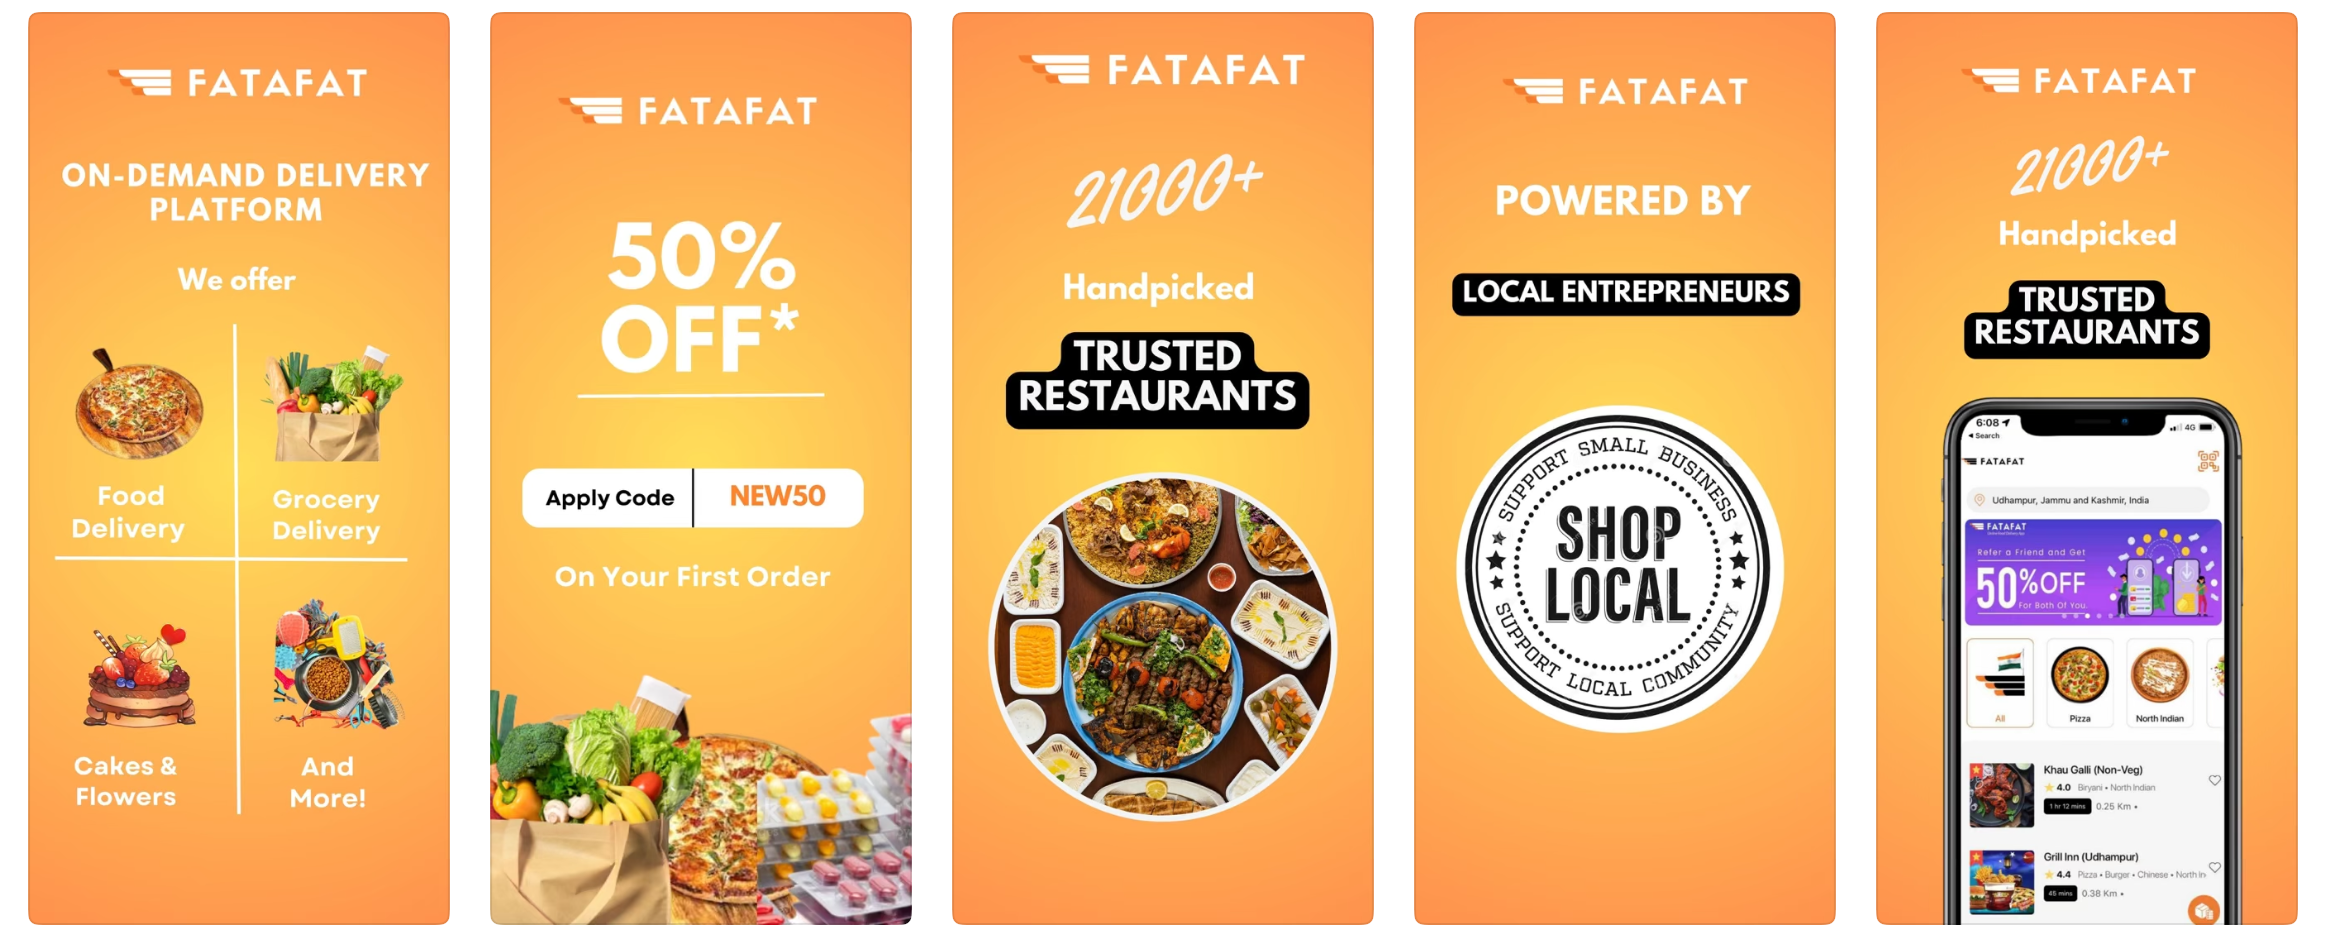 FATAFAT
ON-DEMAND DELIVERY
PLATFORM
We offer
Food
Delivery
Grocery
Delivery
Cakes &
Flowers
And
More!
FATAFAT
50%
OFF*
Apply Code
NEW50
On Your First Order
FATAFAT
21000+
Handpicked
TRUSTED
RESTAURANTS
FATAFAT
POWERED BY
LOCAL ENTREPRENEURS
SUPPORT SMALL BUSINESS
SHOP
LOCAL
SUPPORT LOCAL COMMUNITY
FATAFAT
21000+
Handpicked
TRUSTED
RESTAURANTS
6:08
4G
Search
FATAFAT
Udhampur, Jammu and Kashmir, India
FATAFAT
Refer a Friend and Get
50%OFF
For Both Of You.
All
Pizza
North Indian
Khau Galli (Non-Veg)
4.0 Biryani • North Indian
1 hr 12 mins 0.25 Km •
Grill Inn (Udhampur)
4.4 Pizza • Burger • Chinese • North In
45 mins 0.38 Km •